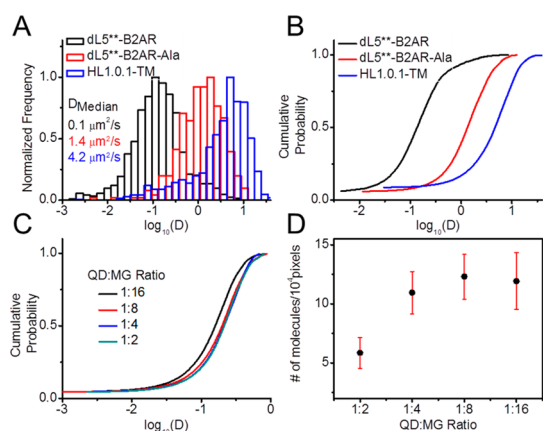 A
dL5**-B2AR
dL5**-B2AR-Ala
HL1.0.1-TM
Normalized Frequency
1.0
0.5
0.0
DMedian
0.1 μm²/s
1.4 μm²/s
4.2 μm²/s
-3 -2 -1 0 1
log10(D)
B
dL5**-B2AR
dL5**-B2AR-Ala
HL1.0.1-TM
Cumulative
Probability
1.0
0.5
0.0
-2 -1 0 1
log10(D)
C
Cumulative
Probability
1.0
0.5
0.0
QD:MG Ratio
1:16
1:8
1:4
1:2
-3 -2 -1 0
log10(D)
D
# of molecules/10⁵pixels
15
10
5
1:2 1:4 1:8 1:16
QD:MG Ratio